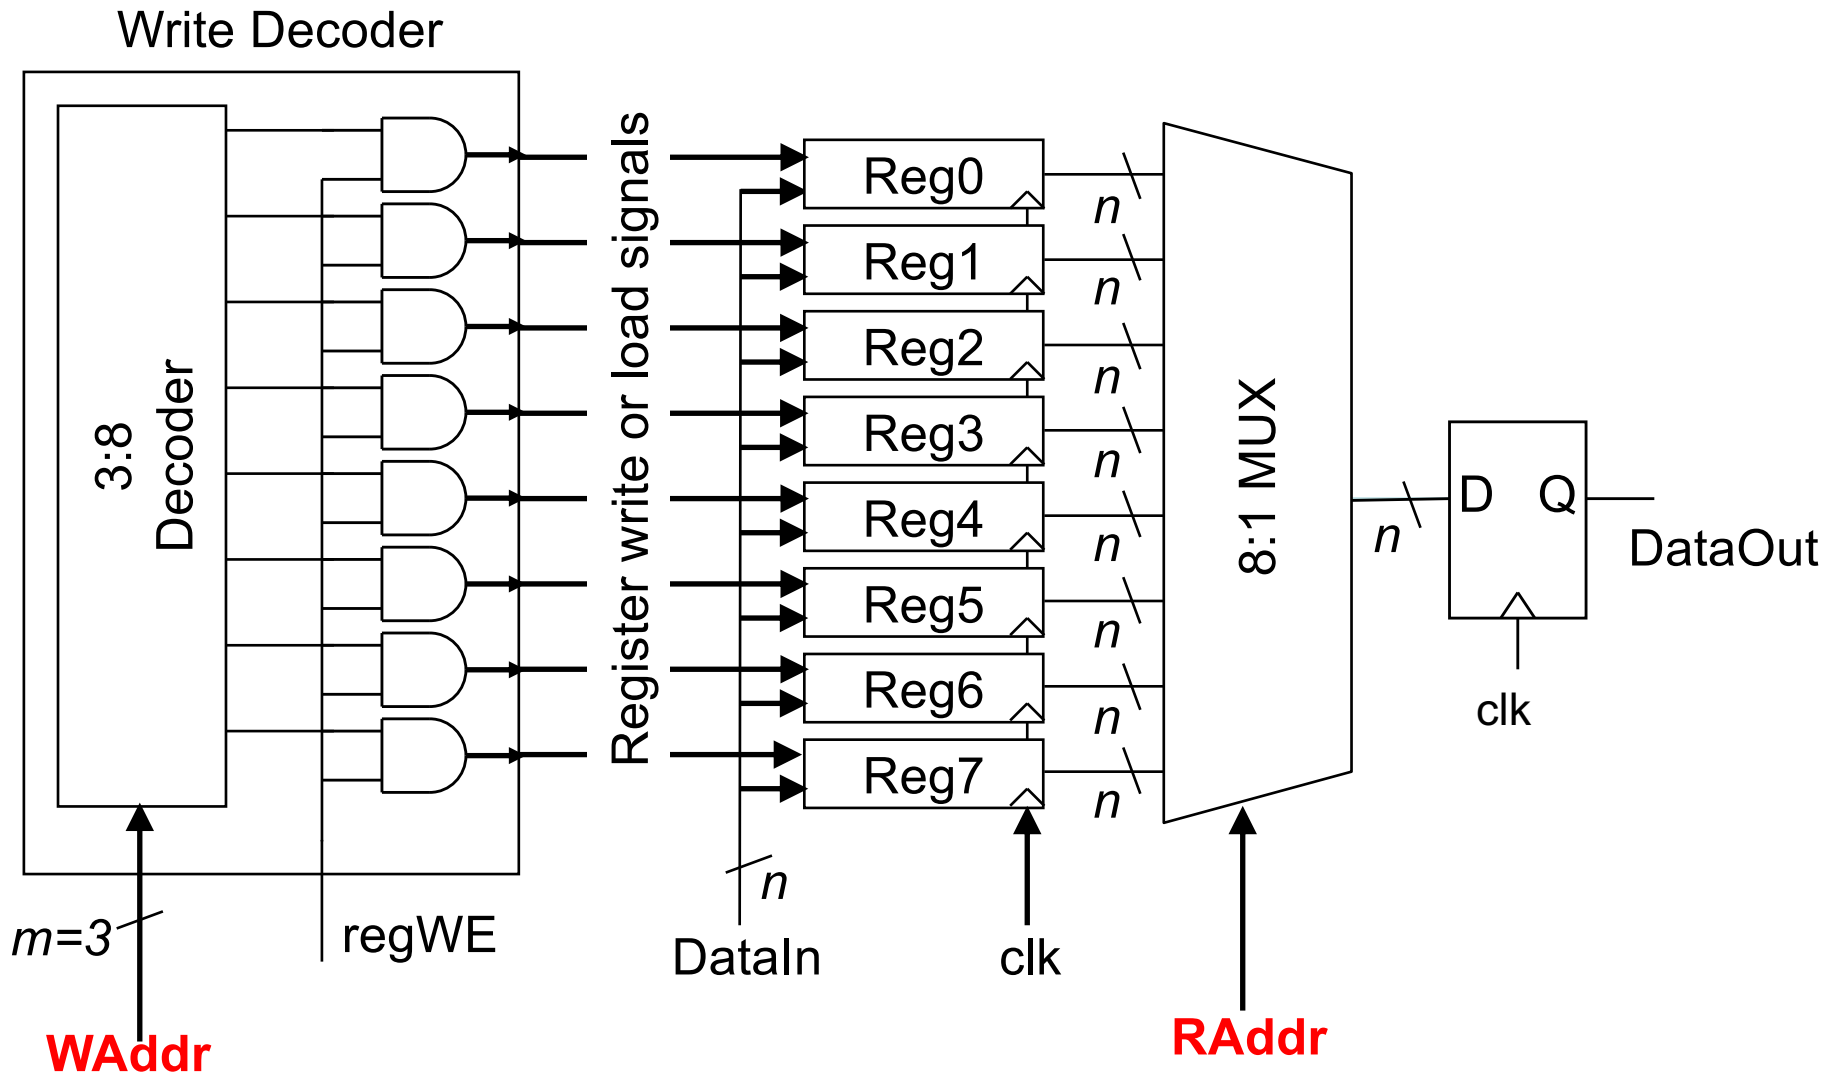 Write Decoder
3:8
Decoder
Register write or load signals
Reg0
Reg1
Reg2
Reg3
Reg4
Reg5
Reg6
Reg7
n
n
n
n
n
n
n
n
8:1 MUX
n
D Q
DataOut
clk
m=3
regWE
n
DataIn
clk
WAddr
RAddr